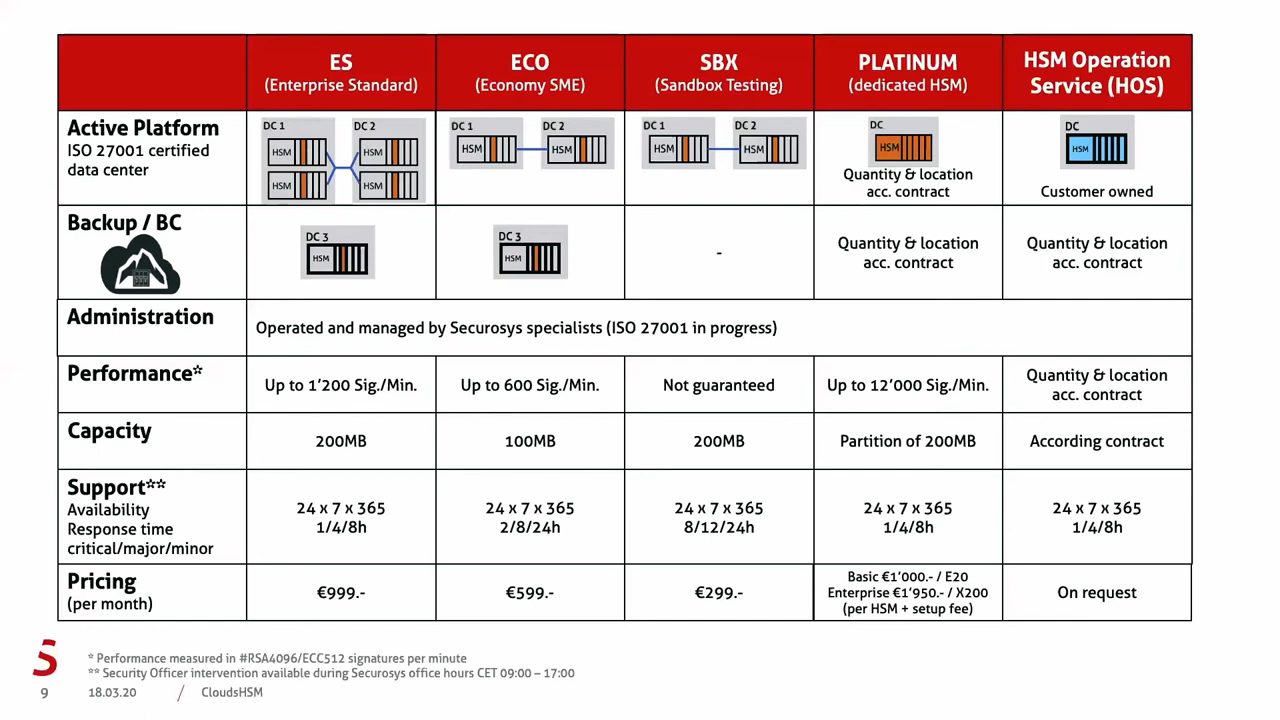 ES
(Enterprise Standard)
ECO
(Economy SME)
SBX
(Sandbox Testing)
PLATINUM
(dedicated HSM)
HSM Operation
Service (HOS)
Active Platform
ISO 27001 certified
data center
DC 1
DC 2
HSM
HSM
HSM
HSM
DC 1
DC 2
HSM
HSM
DC 1
DC 2
HSM
HSM
DC
HSM
Quantity & location
acc. contract
DC
HSM
Customer owned
Backup / BC
DC 3
HSM
DC 3
HSM
-
Quantity & location
acc. contract
Quantity & location
acc. contract
Administration
Operated and managed by Securosys specialists (ISO 27001 in progress)
Performance*
Up to 1’200 Sig./Min.
Up to 600 Sig./Min.
Not guaranteed
Up to 12’000 Sig./Min.
Quantity & location
acc. contract
Capacity
200MB
100MB
200MB
Partition of 200MB
According contract
Support**
Availability
Response time
critical/major/minor
24 x 7 x 365
1/4/8h
24 x 7 x 365
2/8/24h
24 x 7 x 365
8/12/24h
24 x 7 x 365
1/4/8h
24 x 7 x 365
1/4/8h
Pricing
(per month)
€999.-
€599.-
€299.-
Basic €1’000.- / E20
Enterprise €1’950.- / X200
(per HSM + setup fee)
On request
* Performance measured in #RSA4096/ECC512 signatures per minute
** Security Officer intervention available during Securosys office hours CET 09:00 – 17:00
9 18.03.20 / CloudsHSM